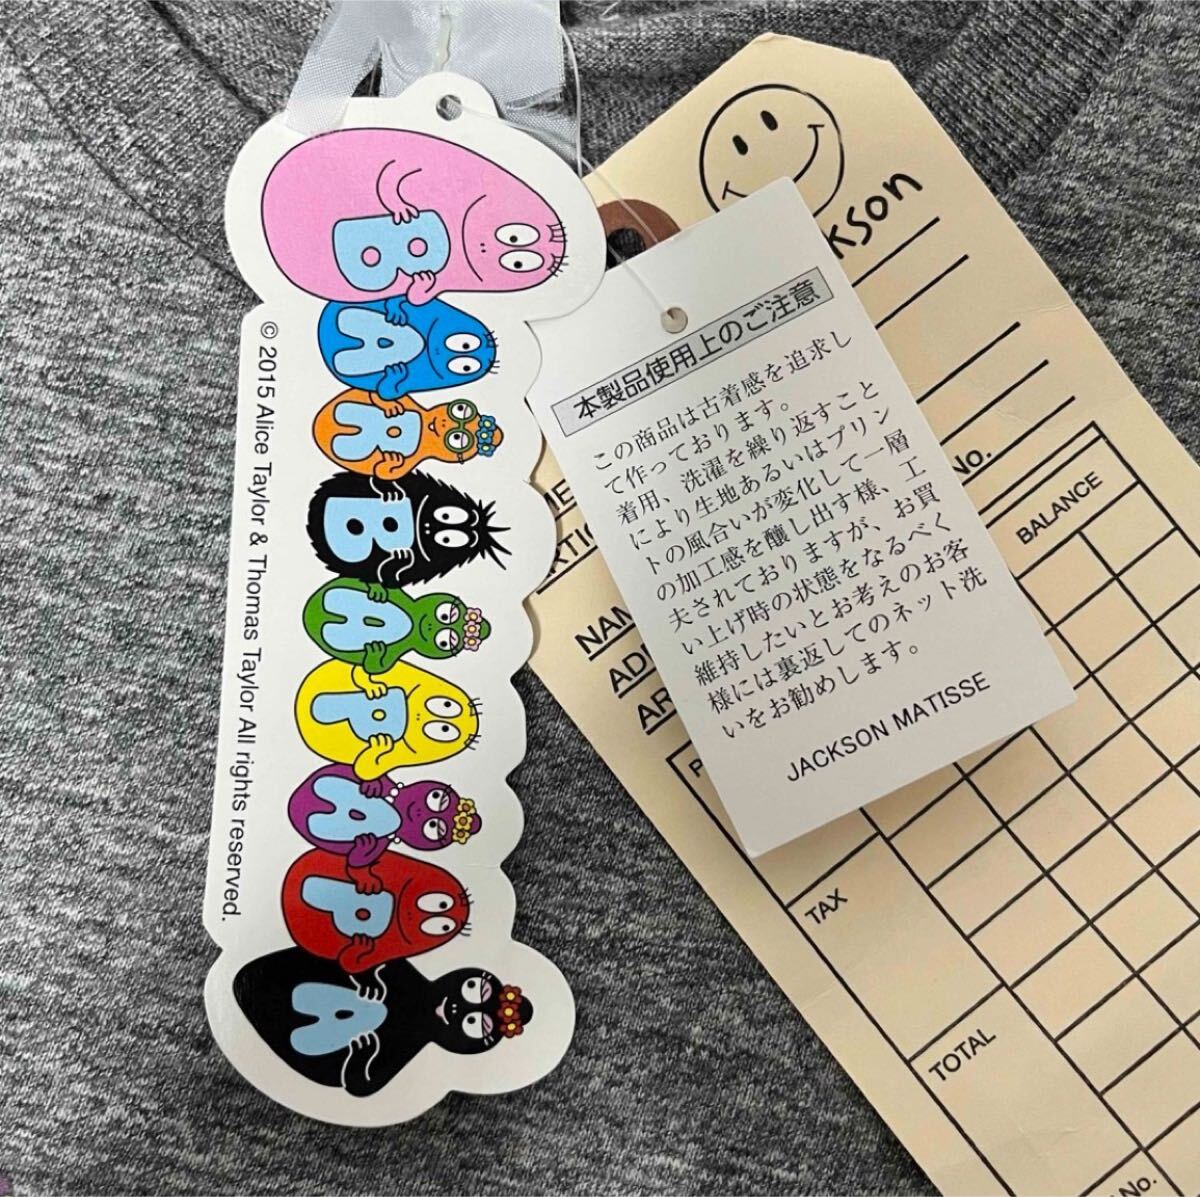 B
A
R
B
A
P
A
P
A
© 2015 Alice Taylor & Thomas Taylor All rights reserved.
本製品使用上のご注意
この商品は古着感を追求し
て作っております。
着用、洗濯を繰り返すこと
により生地あるいはプリン
トの風合いが変化して一層
の加工感を醸し出す様、工
夫されておりますが、お買
い上げ時の状態をなるべく
維持したいとお考えのお客
様には裏返してのネット洗
いをお勧めします。
JACKSON MATISSE
kson
No.
BALANCE
TAX
TOTAL
No.